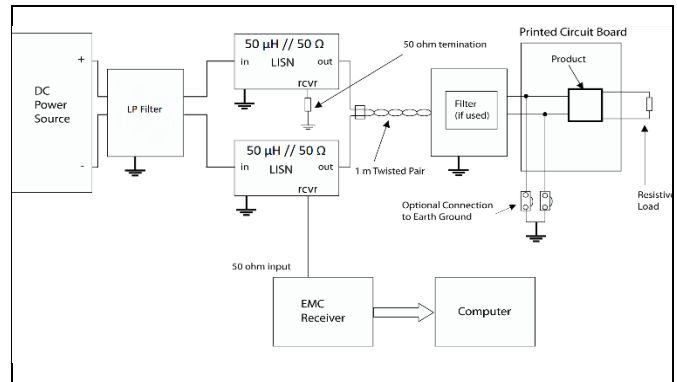 Printed Circuit Board
50 µH // 50 Ω
in
LISN
out
rcvr
50 ohm temination
Product
+
DC
Power
Source
-
LP Filter
Filter
(if used)
50 µH // 50 Ω
in
LISN
out
rcvr
1 m Twisted Pair
Optional Connection
to Earth Ground
Resistive
Load
50 ohm input
EMC
Receiver
Computer